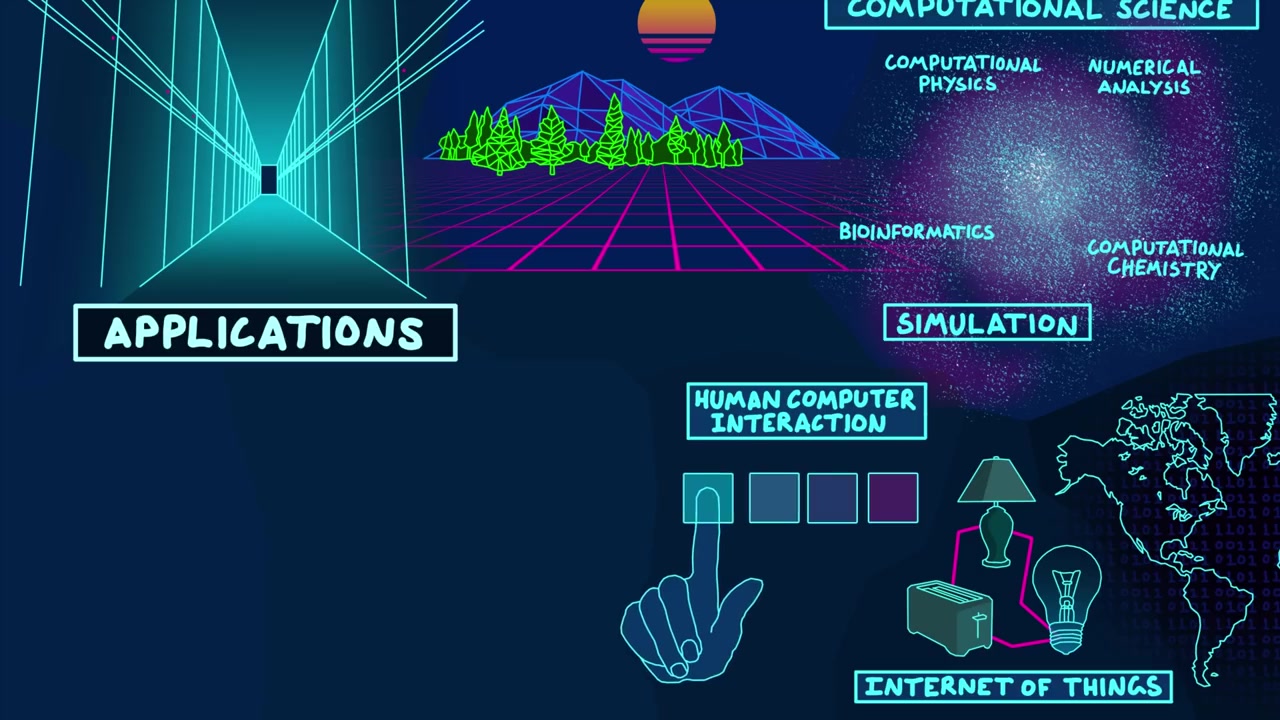 COMPUTATIONAL SCIENCE
COMPUTATIONAL
PHYSICS
NUMERICAL
ANALYSIS
BIOINFORMATICS
COMPUTATIONAL
CHEMISTRY
APPLICATIONS
SIMULATION
HUMAN COMPUTER
INTERACTION
INTERNET OF THINGS